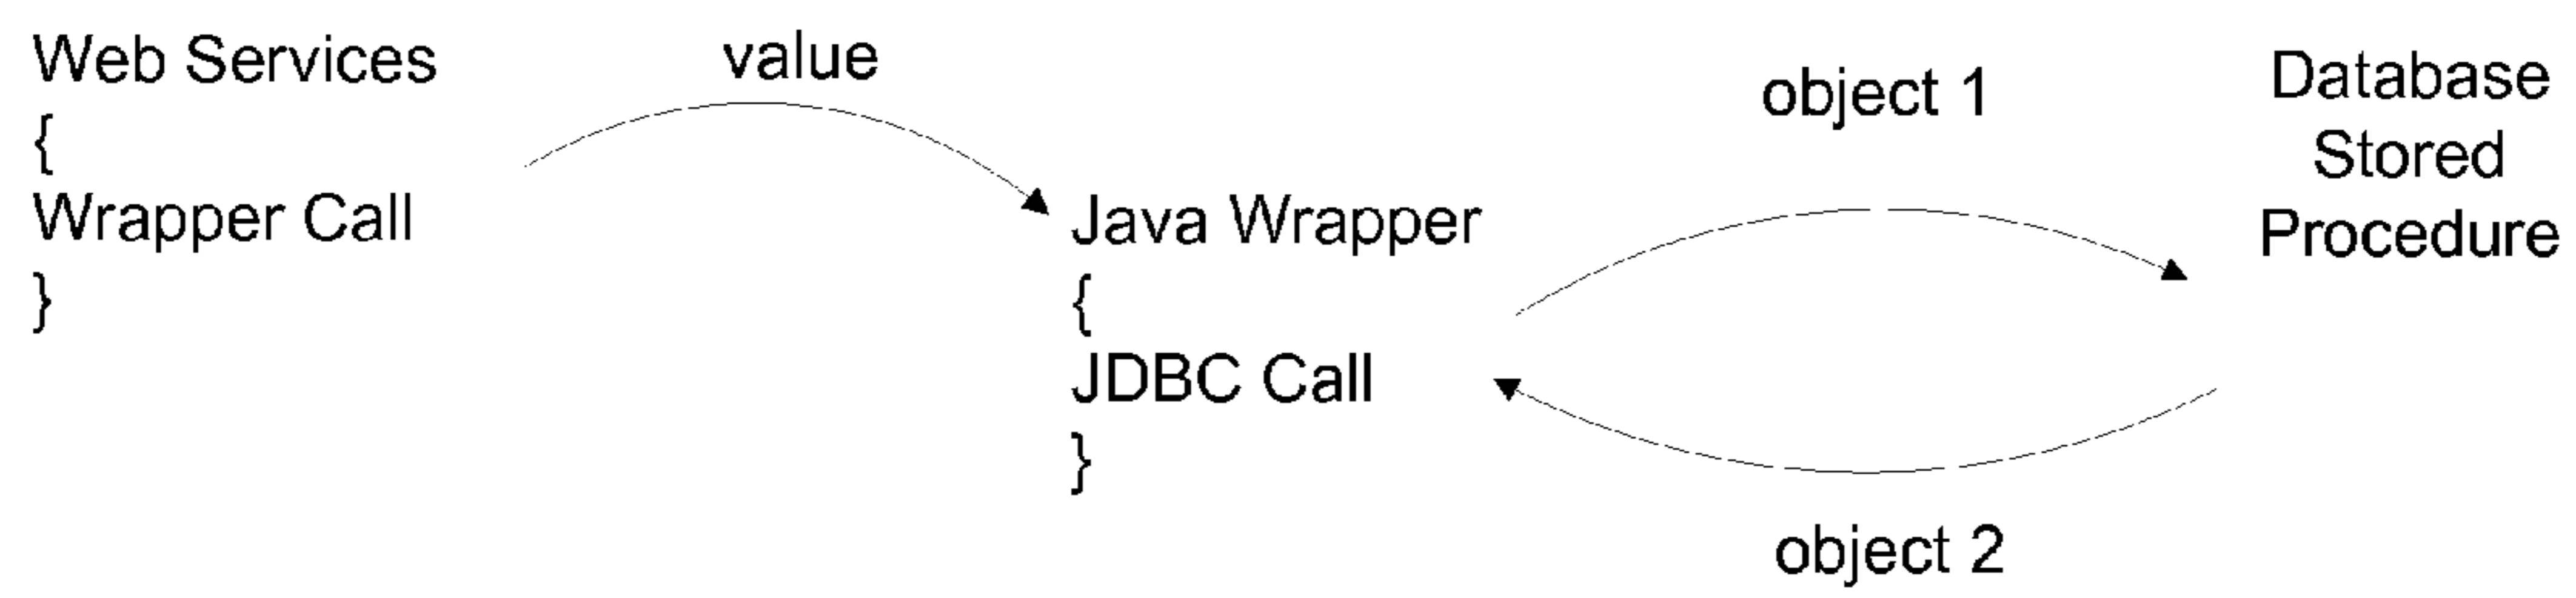 Web Services
{
Wrapper Call
}
value
Java Wrapper
{
JDBC Call
}
object 1
object 2
Database
Stored
Procedure